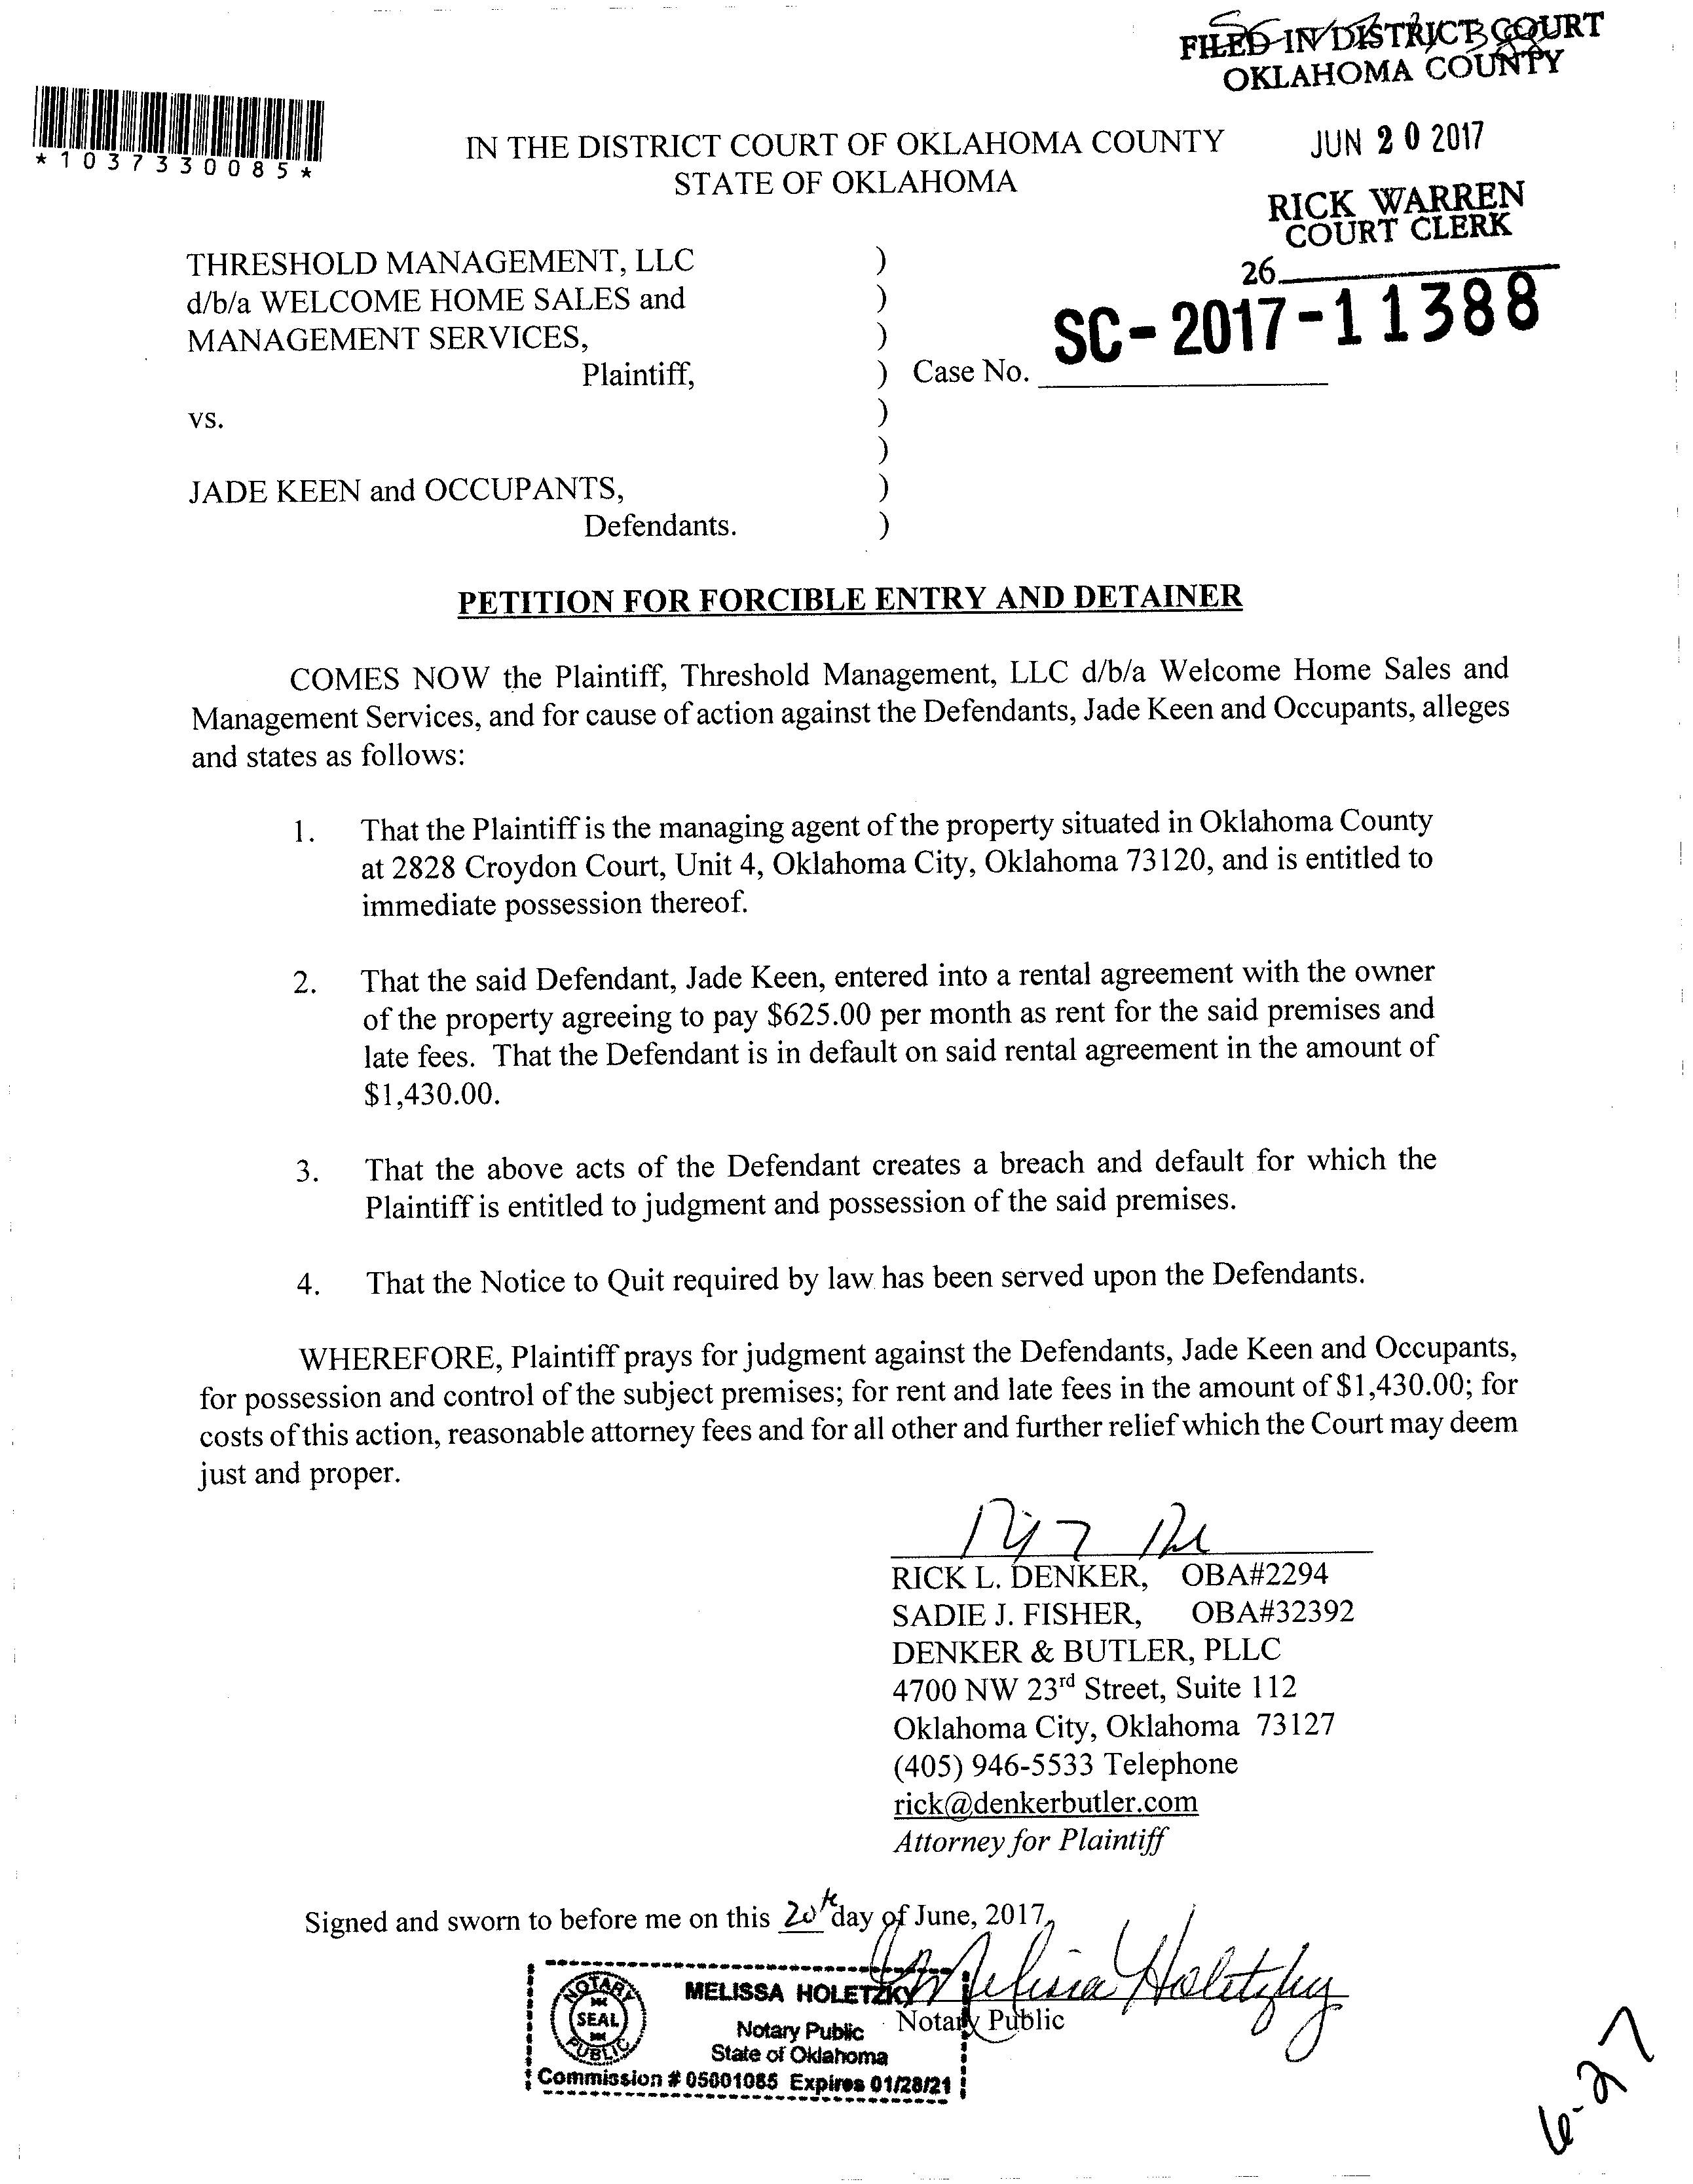 FILED IN DISTRICT COURT
OKLAHOMA COUNTY
*1037330085*
IN THE DISTRICT COURT OF OKLAHOMA COUNTY
STATE OF OKLAHOMA
JUN 20 2017
RICK WARREN
COURT CLERK
26
THRESHOLD MANAGEMENT, LLC )
d/b/a WELCOME HOME SALES and )
MANAGEMENT SERVICES, )
Plaintiff, ) Case No. SC-2017-11388
vs. )
)
JADE KEEN and OCCUPANTS, )
Defendants. )
PETITION FOR FORCIBLE ENTRY AND DETAINER
COMES NOW the Plaintiff, Threshold Management, LLC d/b/a Welcome Home Sales and
Management Services, and for cause of action against the Defendants, Jade Keen and Occupants, alleges
and states as follows:
1. That the Plaintiff is the managing agent of the property situated in Oklahoma County
at 2828 Croydon Court, Unit 4, Oklahoma City, Oklahoma 73120, and is entitled to
immediate possession thereof.
2. That the said Defendant, Jade Keen, entered into a rental agreement with the owner
of the property agreeing to pay $625.00 per month as rent for the said premises and
late fees. That the Defendant is in default on said rental agreement in the amount of
$1,430.00.
3. That the above acts of the Defendant creates a breach and default for which the
Plaintiff is entitled to judgment and possession of the said premises.
4. That the Notice to Quit required by law has been served upon the Defendants.
WHEREFORE, Plaintiff prays for judgment against the Defendants, Jade Keen and Occupants,
for possession and control of the subject premises; for rent and late fees in the amount of $1,430.00; for
costs of this action, reasonable attorney fees and for all other and further relief which the Court may deem
just and proper.
RICK L. DENKER, OBA#2294
SADIE J. FISHER, OBA#32392
DENKER & BUTLER, PLLC
4700 NW 23rd Street, Suite 112
Oklahoma City, Oklahoma 73127
(405) 946-5533 Telephone
rick@denkerbutler.com
Attorney for Plaintiff
Signed and sworn to before me on this 20th day of June, 2017.
Melissa Holetzky
Notary Public
NOTARY
SEAL
PUBLIC
MELISSA HOLETZKY
Notary Public
State of Oklahoma
Commission # 05001085 Expires 01/28/21
6-27